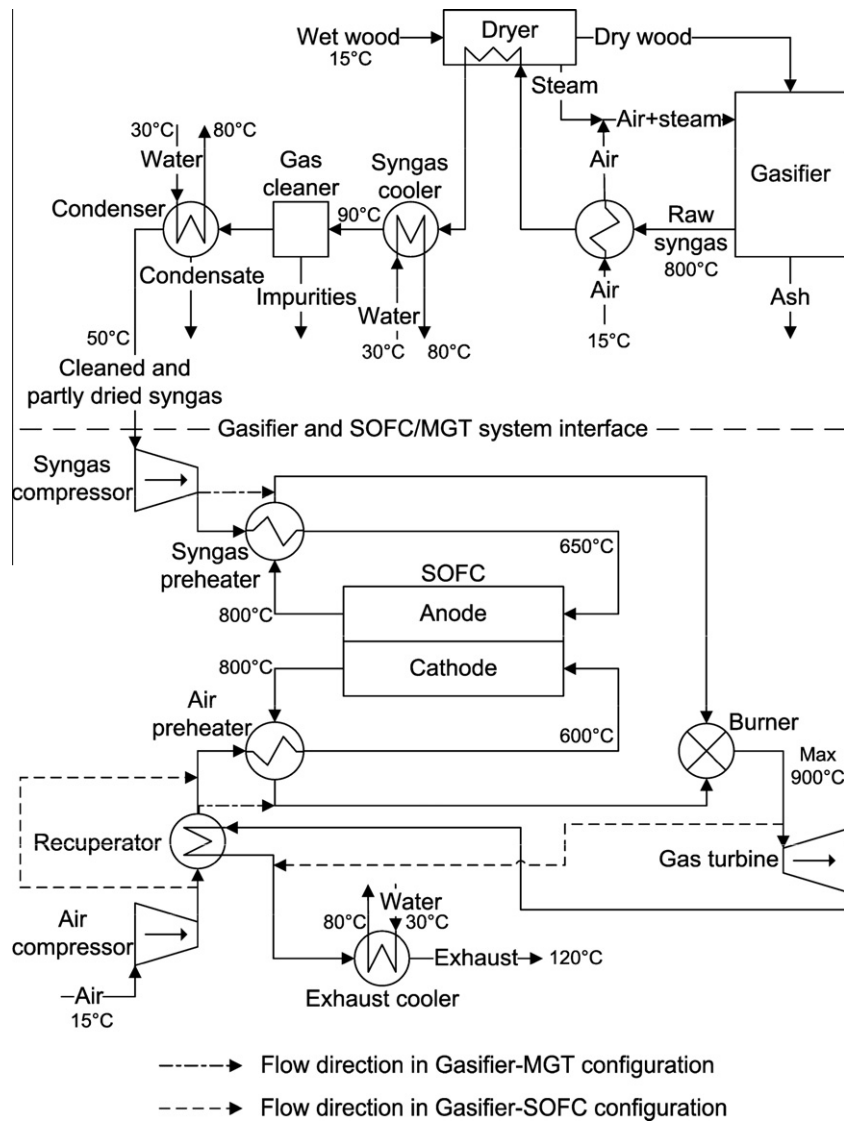 Wet wood
15°C
Dryer
Dry wood
Steam
Air+steam
30°C
80°C
Water
Gas
cleaner
Syngas
cooler
Air
Gasifier
Condenser
90°C
Raw
syngas
800°C
Condensate
Impurities
Water
Air
Ash
50°C
30°C
80°C
15°C
Cleaned and
partly dried syngas
Gasifier and SOFC/MGT system interface
Syngas
compressor
Syngas
preheater
650°C
SOFC
800°C
Anode
800°C
Cathode
Air
preheater
600°C
Burner
Max
900°C
Recuperator
Gas turbine
Air
compressor
Water
80°C
30°C
Exhaust
120°C
Air
15°C
Exhaust cooler
Flow direction in Gasifier-MGT configuration
Flow direction in Gasifier-SOFC configuration